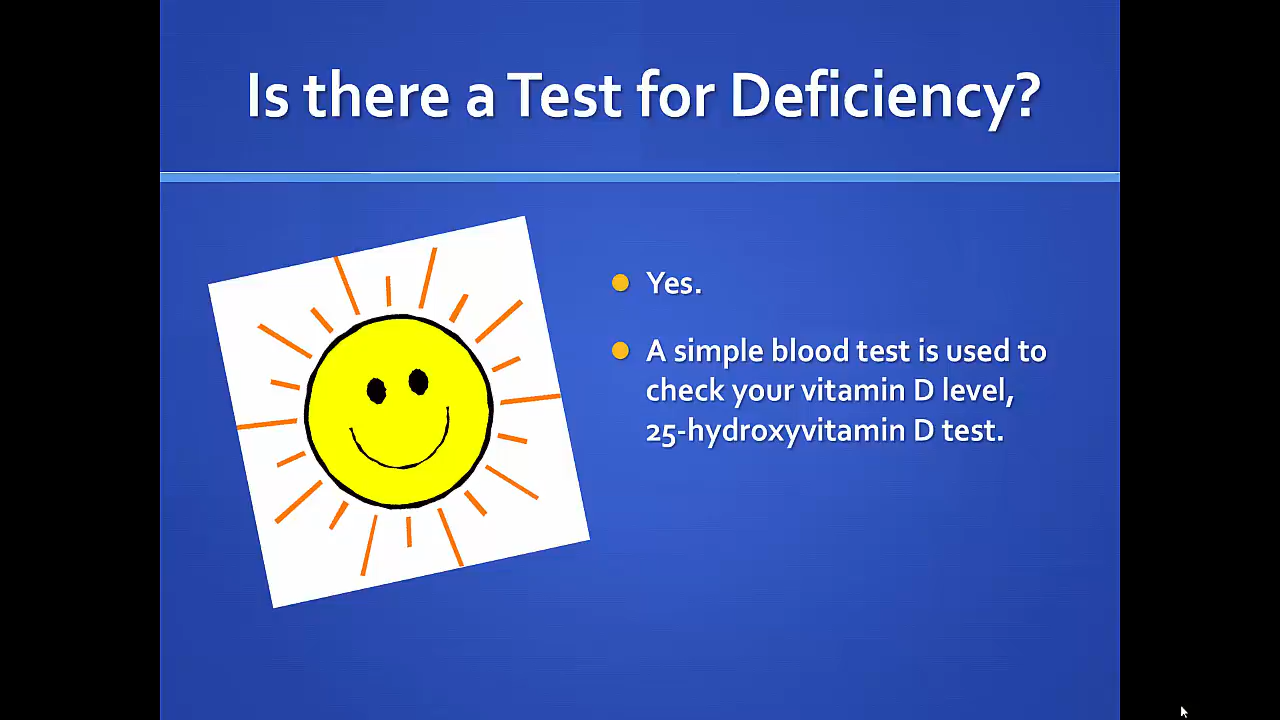 Is there a Test for Deficiency?
Yes.
A simple blood test is used to
check your vitamin D level,
25-hydroxyvitamin D test.